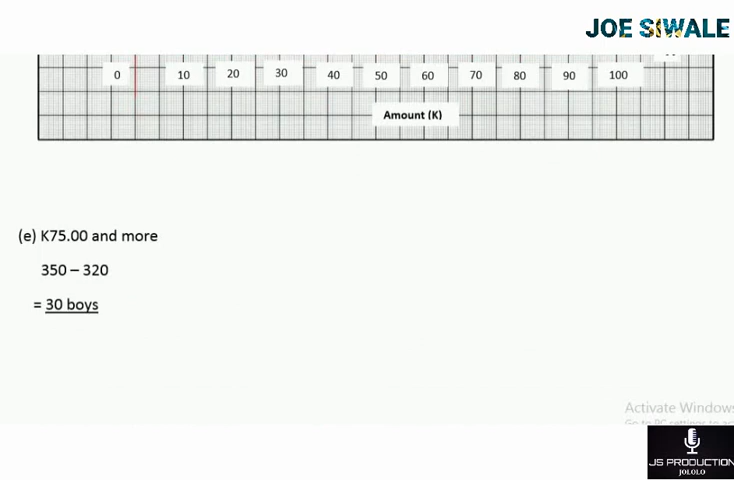 JOE SIWALE
0 10 20 30 40 50 60 70 80 90 100
Amount (K)
(e) K75.00 and more
350 – 320
= 30 boys
Activate Windows
JS PRODUCTION
JOLOLO